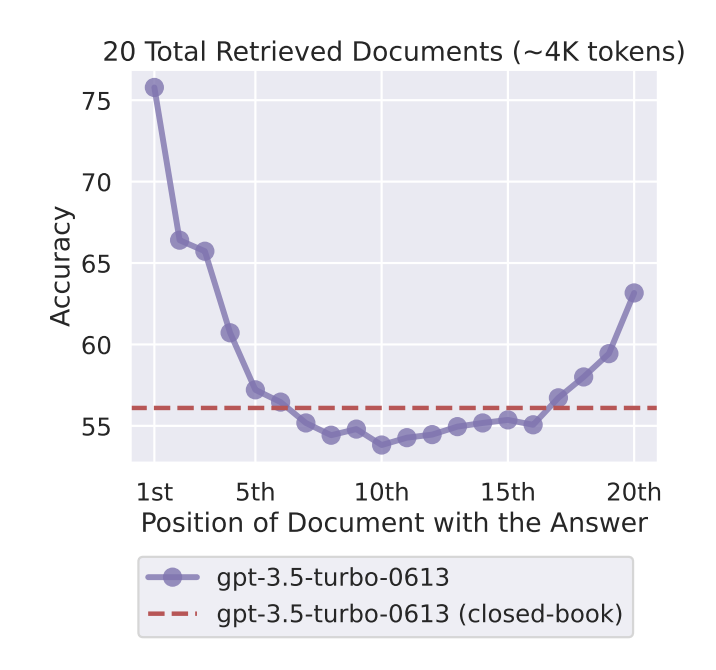 20 Total Retrieved Documents (~4K tokens)
75
70
65
60
55
Accuracy
1st 5th 10th 15th 20th
Position of Document with the Answer
gpt-3.5-turbo-0613
gpt-3.5-turbo-0613 (closed-book)